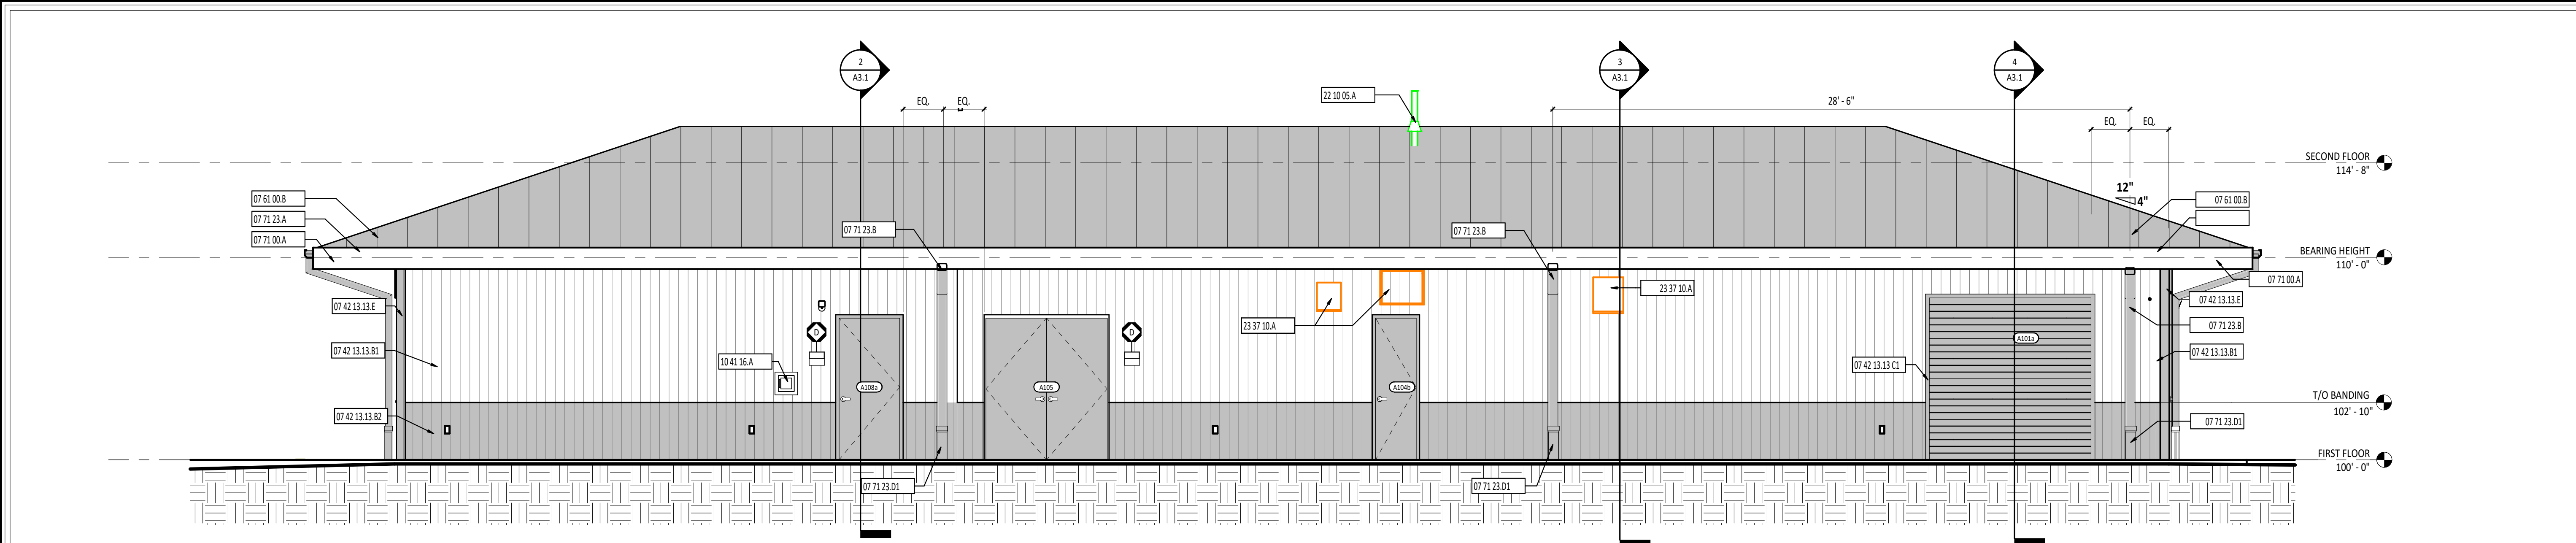 2
A3.1
3
A3.1
4
A3.1
EQ.
EQ.
22 10 05.A
28' - 6"
EQ.
EQ.
SECOND FLOOR
114' - 8"
12"
4"
07 61 00.B
07 71 23.A
07 71 00.A
07 71 23.B
07 71 23.B
07 61 00.B
BEARING HEIGHT
110' - 0"
07 71 00.A
23 37 10.A
07 42 13.13.E
07 42 13.13.E
23 37 10.A
07 71 23.B
D
D
A101a
07 42 13.13.B1
07 42 13.13.B1
10 41 16.A
07 42 13.13 C1
A108a
A105
A104b
T/O BANDING
102' - 10"
07 42 13.13.B2
07 71 23.D1
FIRST FLOOR
100' - 0"
07 71 23.D1
07 71 23.D1